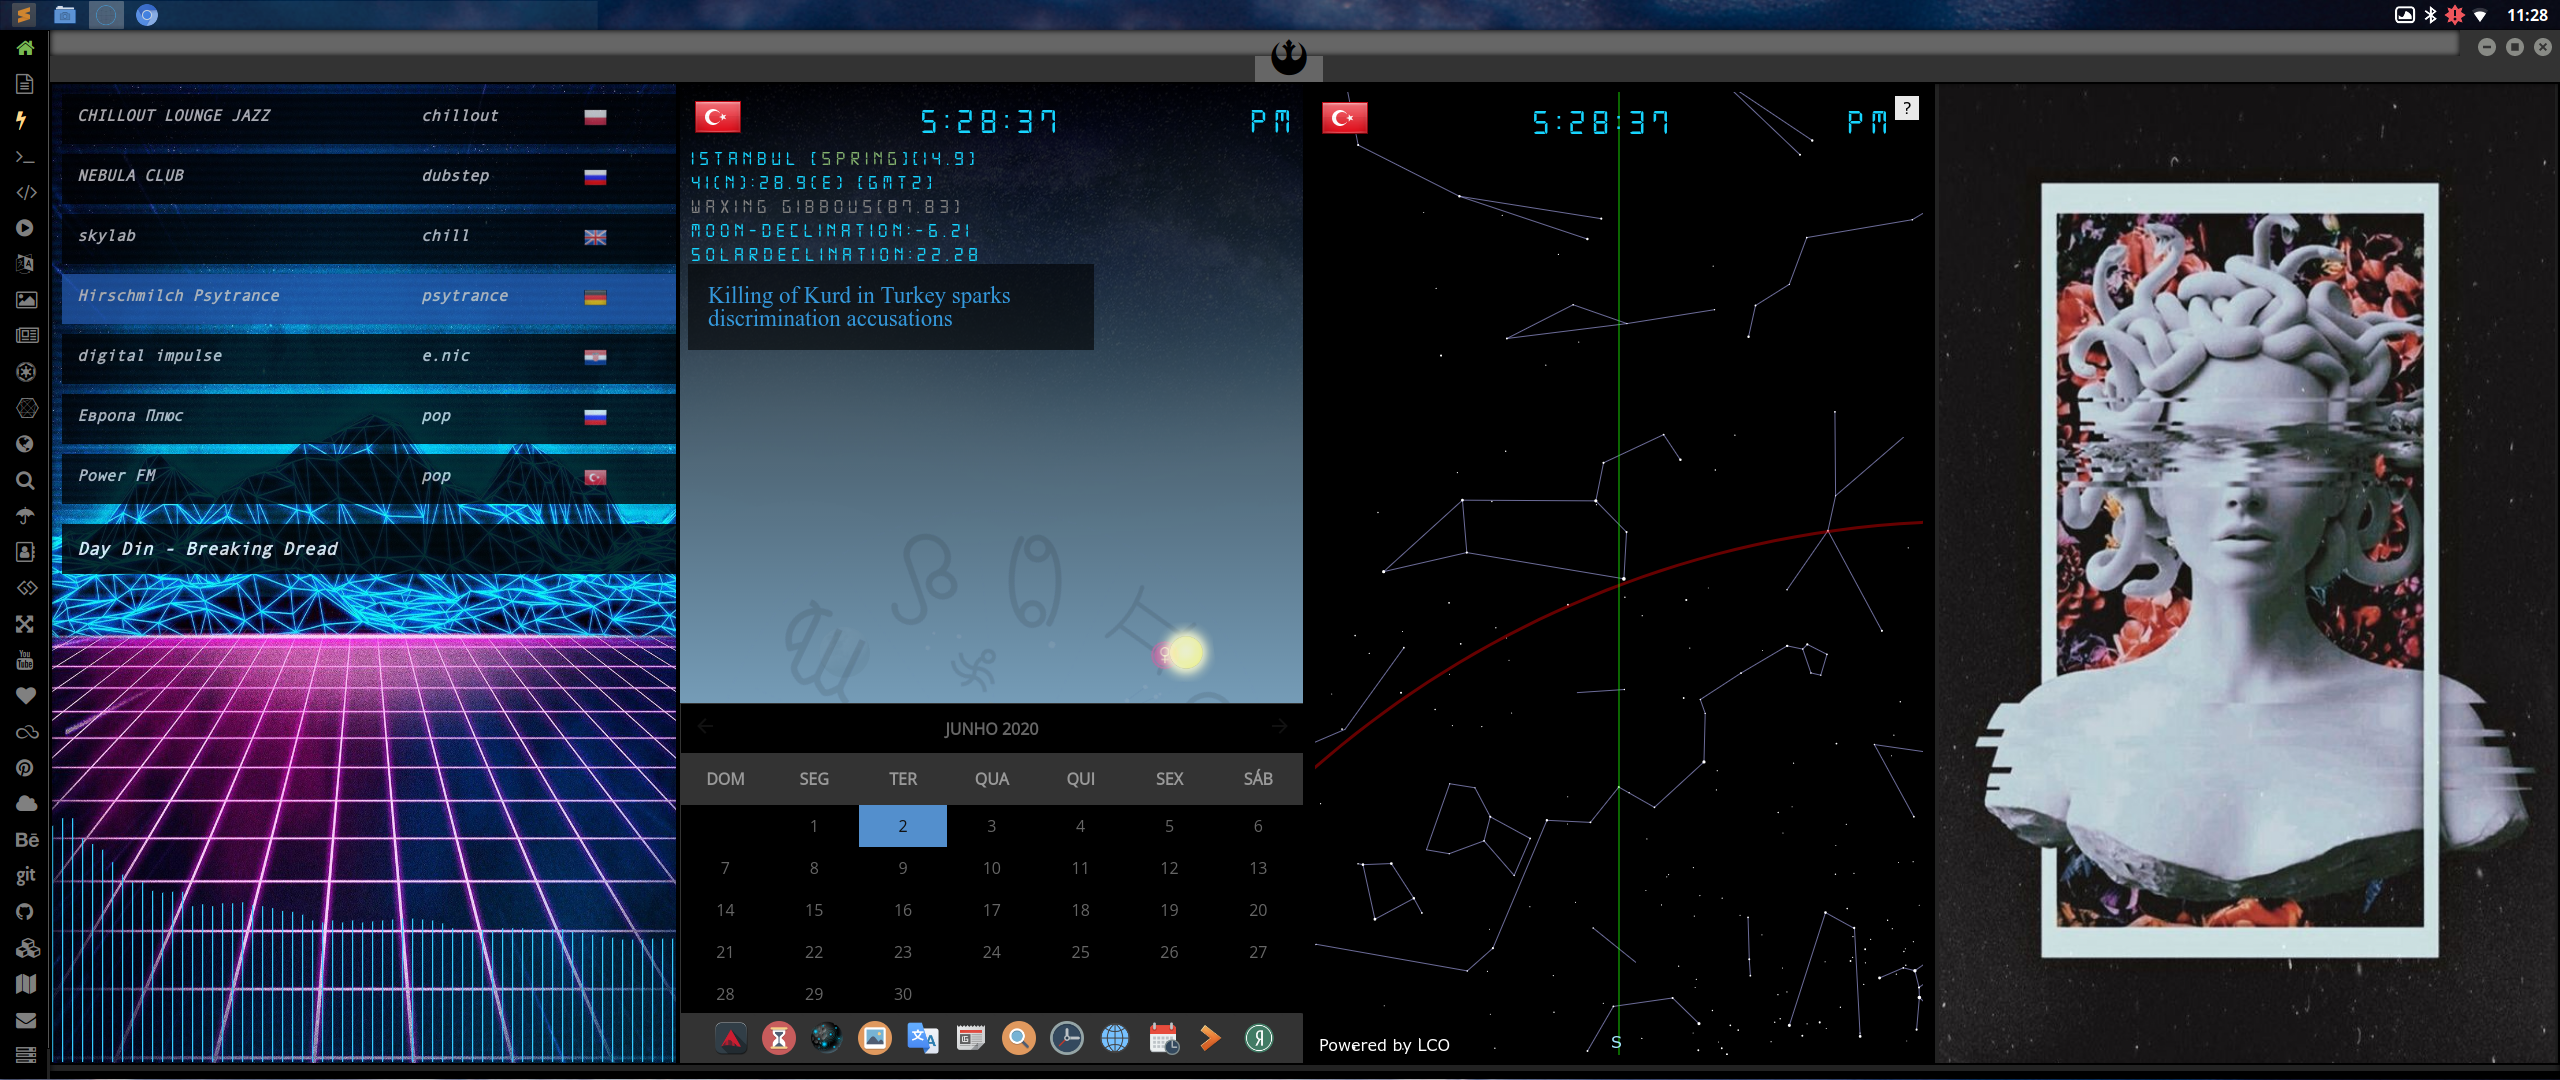 11:28
CHILLOUT LOUNGE JAZZ chillout
NEBULA CLUB dubstep
skylab chill
Hirschmilch Psytrance psytrance
digital impulse e.nic
Европа Плюс pop
Power FM pop
Day Din - Breaking Dread
You
Tube
Bē
git
5:28:37 PM
ISTANBUL [SPRING][14.9]
41(N):28.9(E) [GMT2]
WAXING GIBBOUS[87.83]
MOON-DECLINATION:-6.21
SOLARDECLINATION:22.28
Killing of Kurd in Turkey sparks
discrimination accusations
JUNHO 2020
DOM SEG TER QUA QUI SEX SÁB
1 2 3 4 5 6
7 8 9 10 11 12 13
14 15 16 17 18 19 20
21 22 23 24 25 26 27
28 29 30
5:28:37 PM ?
Powered by LCO
S